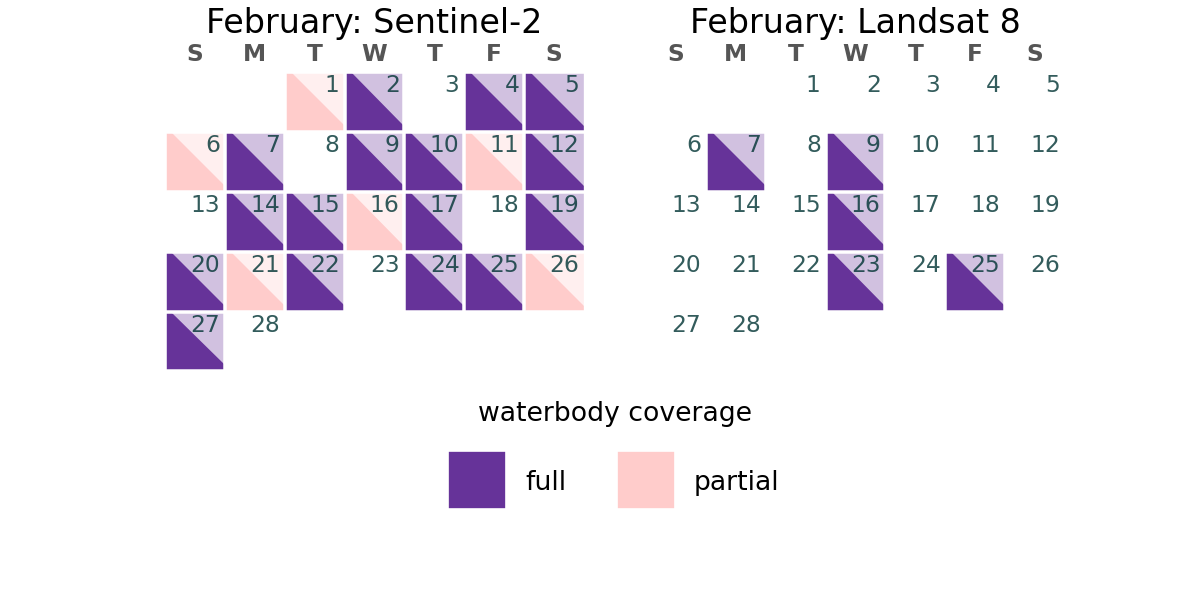 February: Sentinel-2
S M T W T F S
1 2 3 4 5
6 7 8 9 10 11 12
13 14 15 16 17 18 19
20 21 22 23 24 25 26
27 28
February: Landsat 8
S M T W T F S
1 2 3 4 5
6 7 8 9 10 11 12
13 14 15 16 17 18 19
20 21 22 23 24 25 26
27 28
waterbody coverage
full
partial